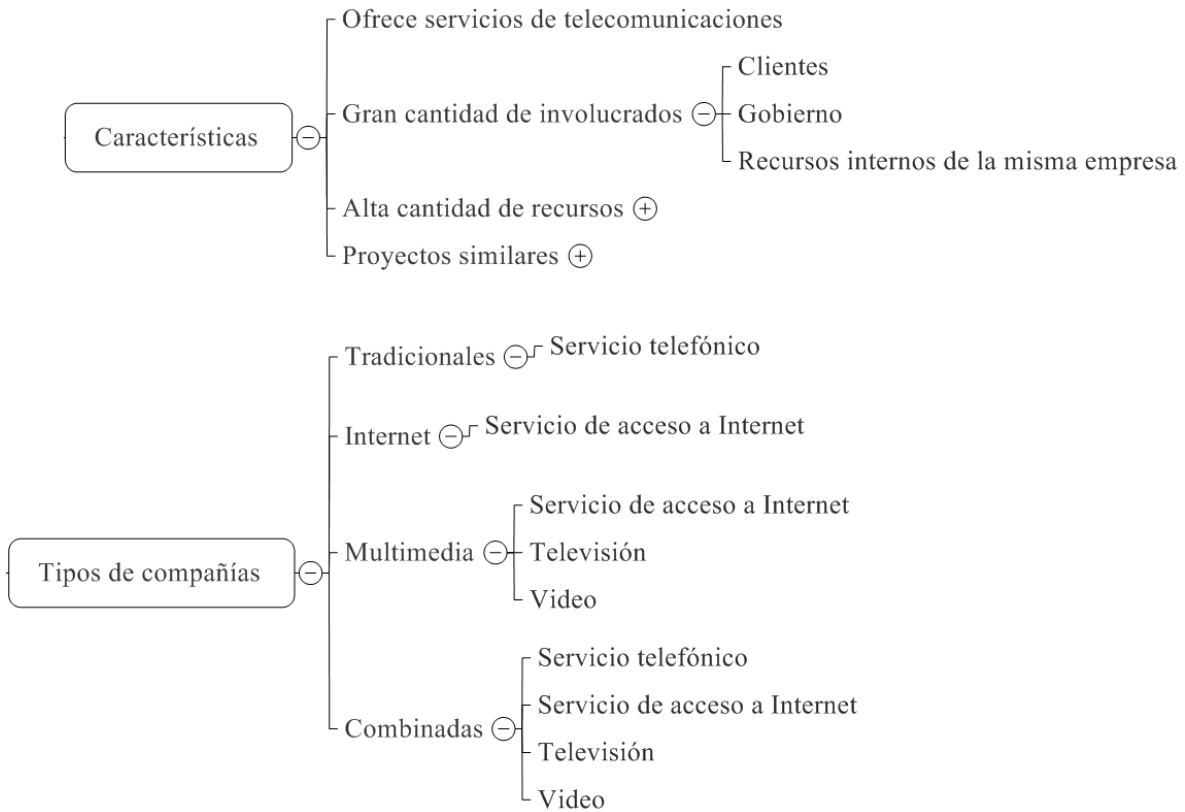 Ofrece servicios de telecomunicaciones
Clientes
Gran cantidad de involucrados
Gobierno
Características
Recursos internos de la misma empresa
Alta cantidad de recursos
Proyectos similares
Tradicionales
Servicio telefónico
Internet
Servicio de acceso a Internet
Servicio de acceso a Internet
Multimedia
Televisión
Tipos de compañías
Video
Servicio telefónico
Servicio de acceso a Internet
Combinadas
Televisión
Video